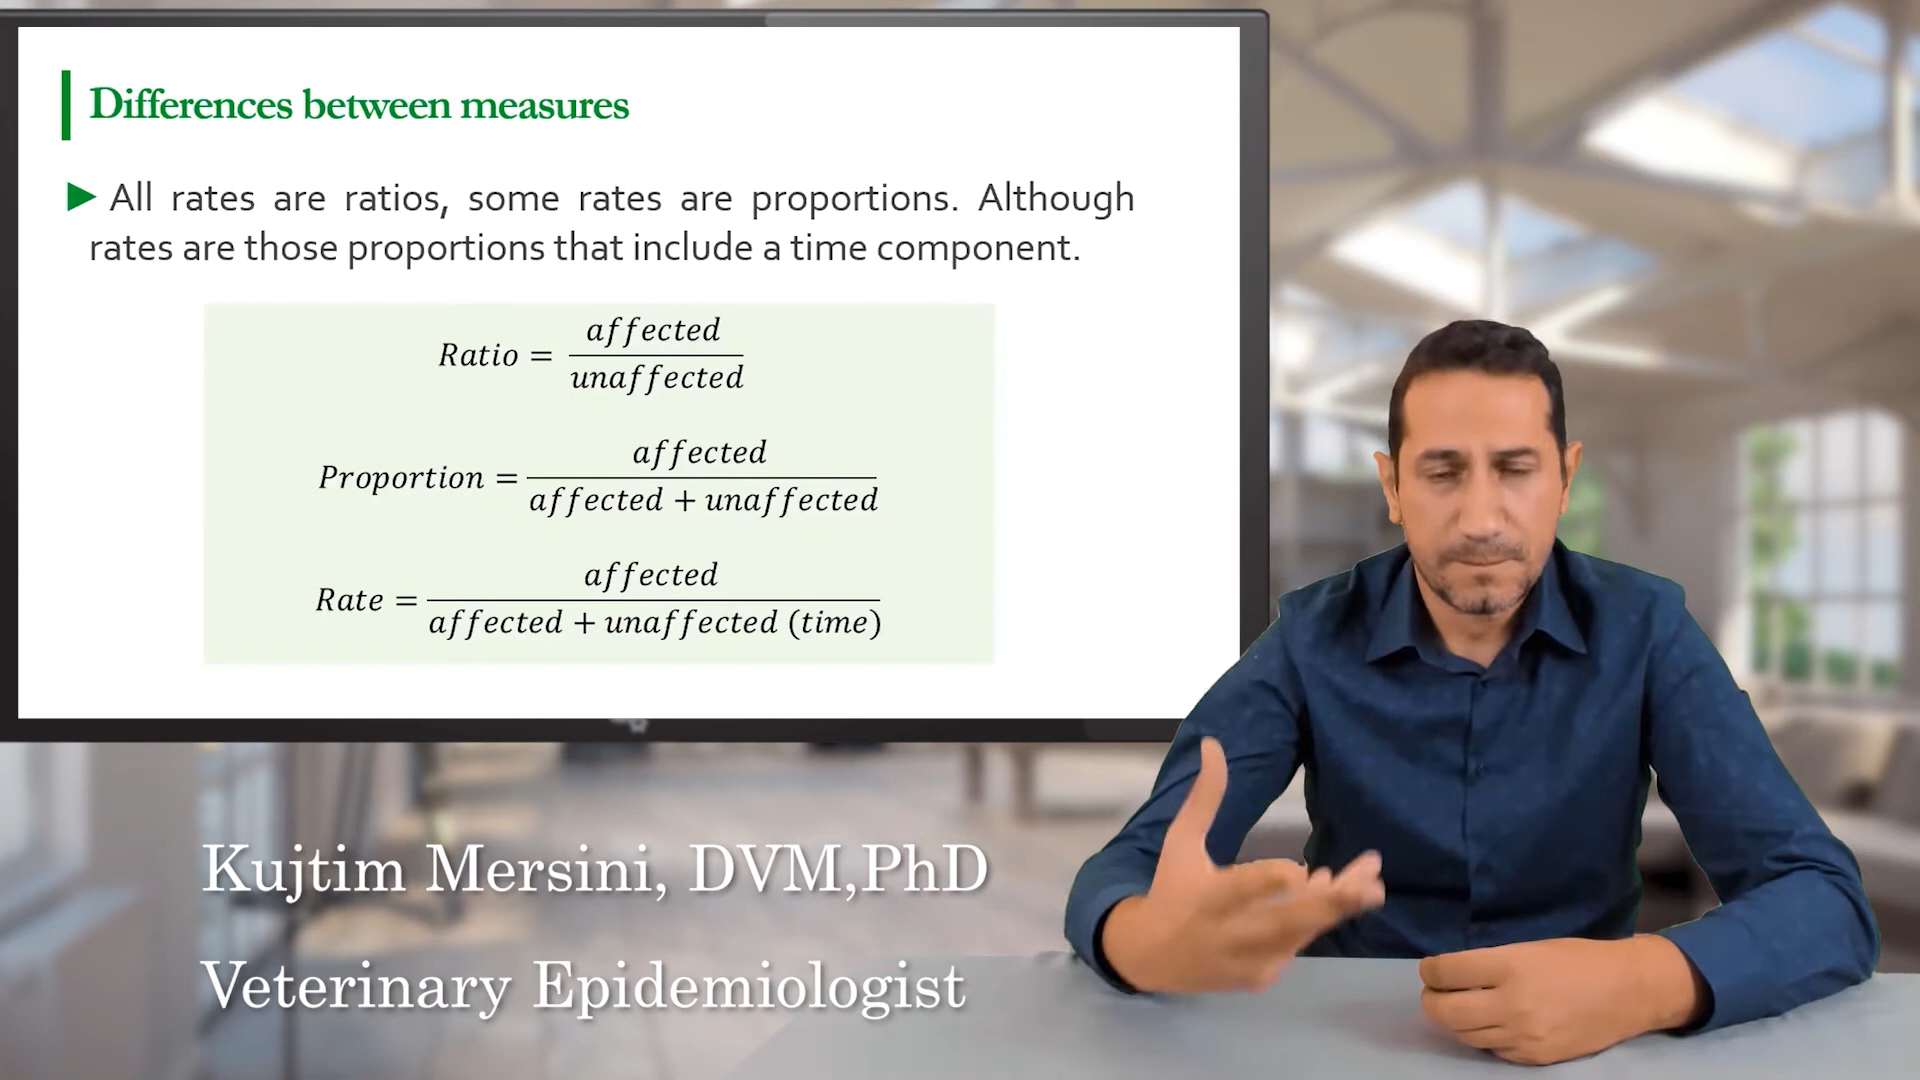 Differences between measures
▶ All rates are ratios, some rates are proportions. Although
rates are those proportions that include a time component.
Ratio = affected / unaffected
Proportion = affected / affected + unaffected
Rate = affected / affected + unaffected (time)
Kujtim Mersini, DVM,PhD
Veterinary Epidemiologist